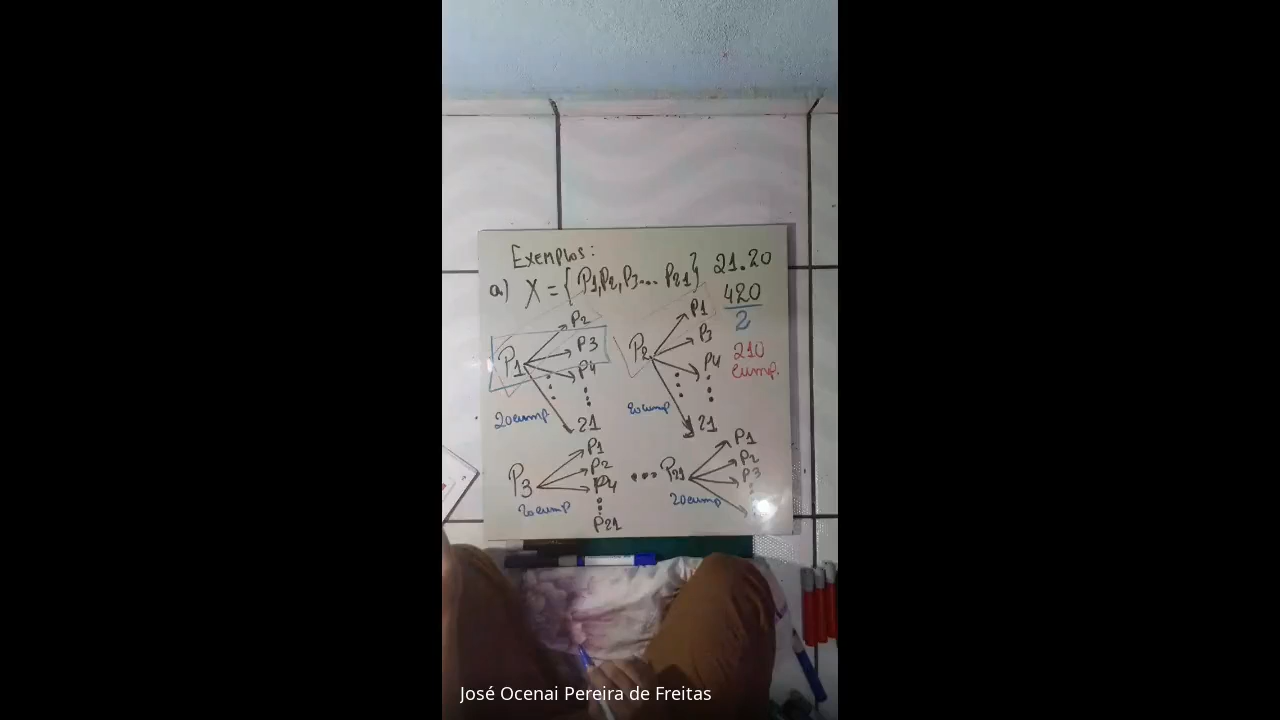 Exemplos:
a) X = { P1, P2, P3... P21}
21.20
420
2
210
cump.
P1
P2
P3
P4
21
20cump
P2
P1
P3
P4
21
20cump
P3
P1
P2
P4
P21
20cump
...
P21
P1
P2
P3
20cump
José Ocenai Pereira de Freitas